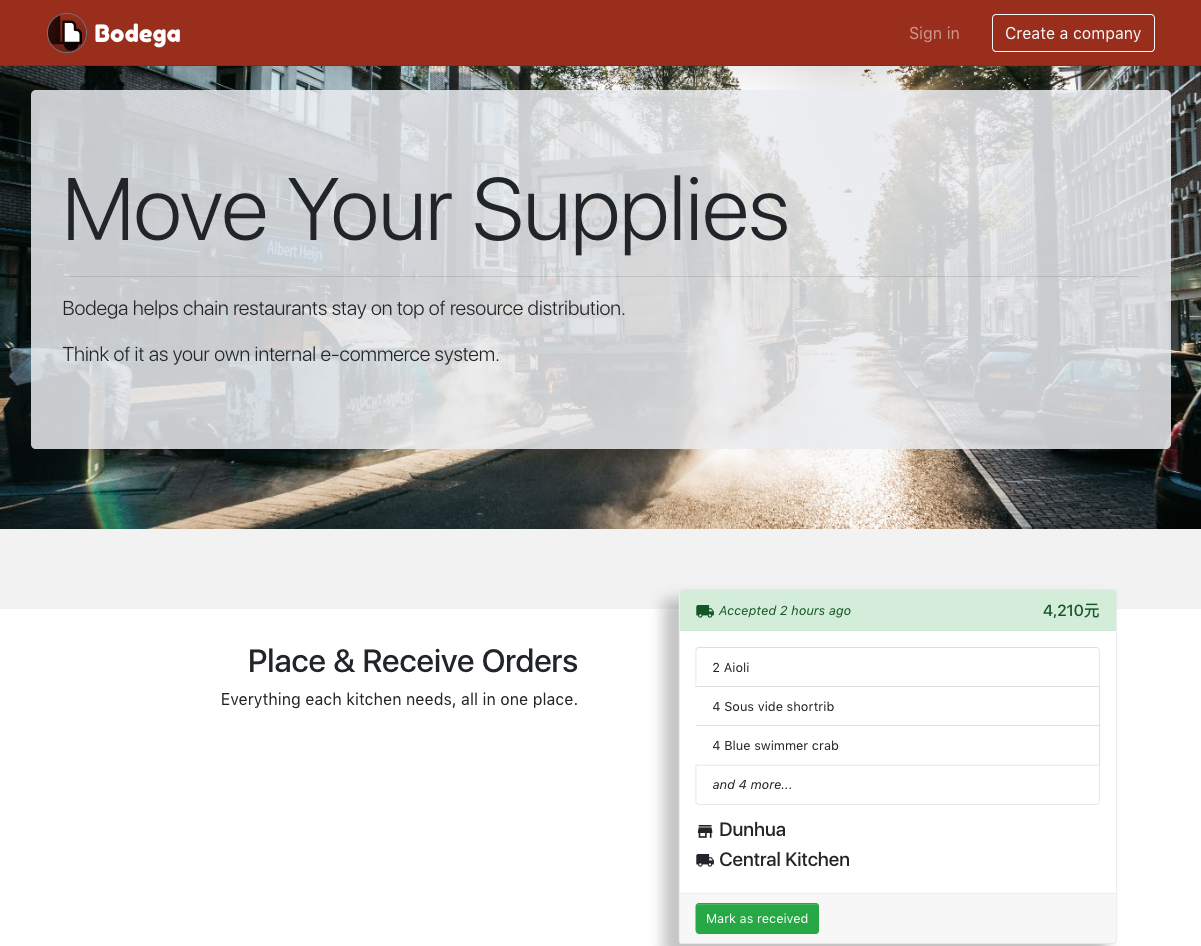 Bodega
Sign in
Create a company
Move Your Supplies
Albert Heijn
Bodega helps chain restaurants stay on top of resource distribution.
Think of it as your own internal e-commerce system.
Accepted 2 hours ago
4,210元
Place & Receive Orders
Everything each kitchen needs, all in one place.
2 Aioli
4 Sous vide shortrib
4 Blue swimmer crab
and 4 more...
Dunhua
Central Kitchen
Mark as received